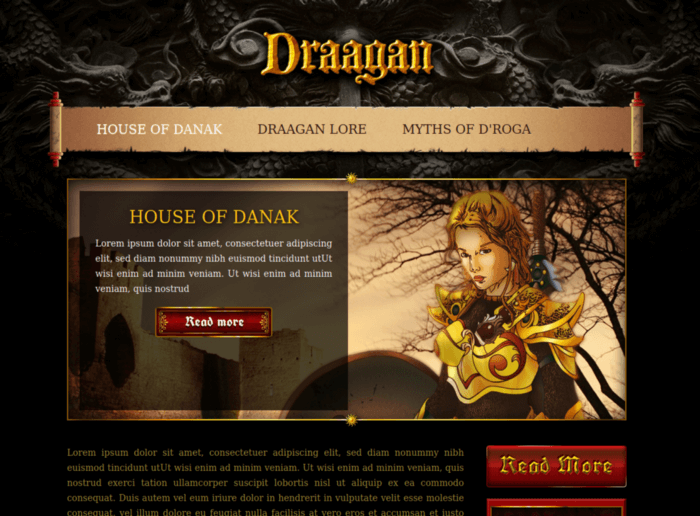 Draagan
HOUSE OF DANAK DRAAGAN LORE MYTHS OF D'ROGA
HOUSE OF DANAK
Lorem ipsum dolor sit amet, consectetuer adipiscing
elit, sed diam nonummy nibh euismod tincidunt utUt
wisi enim ad minim veniam. Ut wisi enim ad minim
veniam, quis nostrud
Read more
Lorem ipsum dolor sit amet, consectetuer adipiscing elit, sed diam nonummy nibh
euismod tincidunt utUt wisi enim ad minim veniam. Ut wisi enim ad minim veniam, quis
nostrud exerci tation ullamcorper suscipit lobortis nisl ut aliquip ex ea commodo
consequat. Duis autem vel eum iriure dolor in hendrerit in vulputate velit esse molestie
consequat, vel illum dolore eu feugiat nulla facilisis at vero eros et accumsan et iusto
Read More